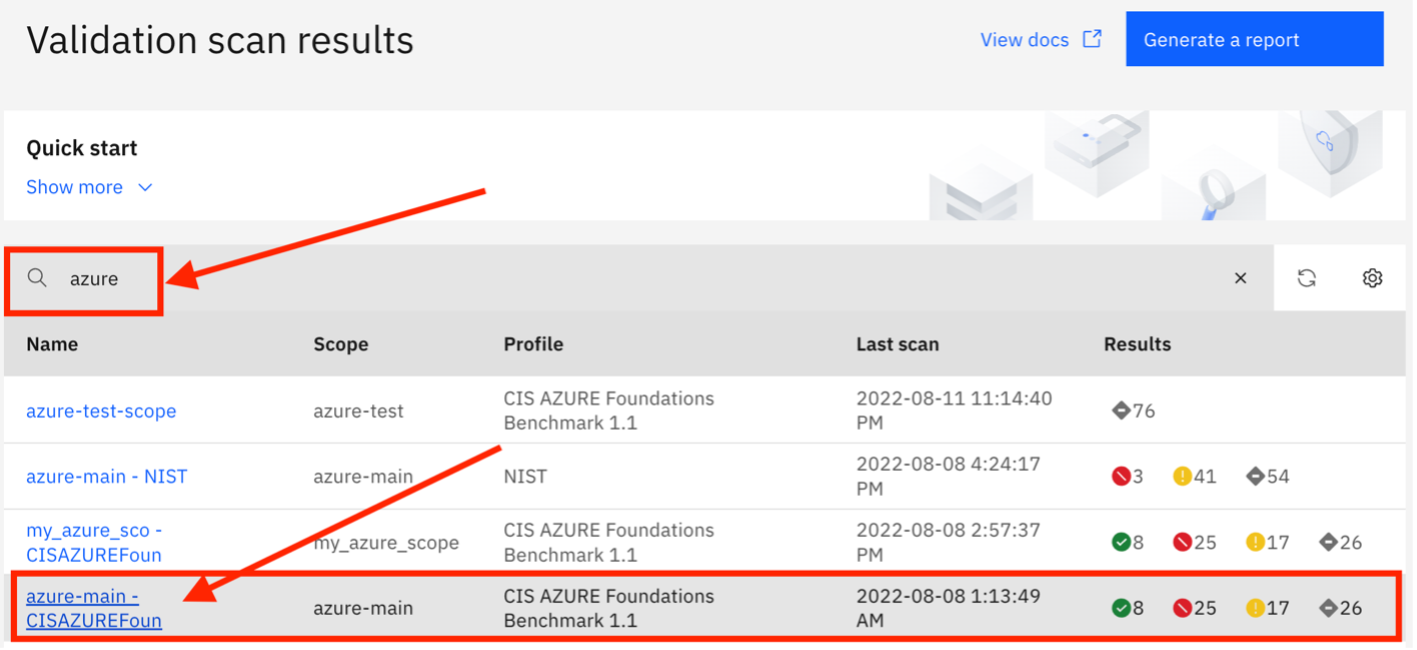 Validation scan results
View docs
Generate a report
Quick start
Show more
azure
Name Scope Profile Last scan Results
azure-test-scope azure-test CIS AZURE Foundations Benchmark 1.1 2022-08-11 11:14:40 PM 76
azure-main - NIST azure-main NIST 2022-08-08 4:24:17 PM 3 41 54
my_azure_sco - CISAZUREFoun my_azure_scope CIS AZURE Foundations Benchmark 1.1 2022-08-08 2:57:37 PM 8 25 17 26
azure-main - CISAZUREFoun azure-main CIS AZURE Foundations Benchmark 1.1 2022-08-08 1:13:49 AM 8 25 17 26